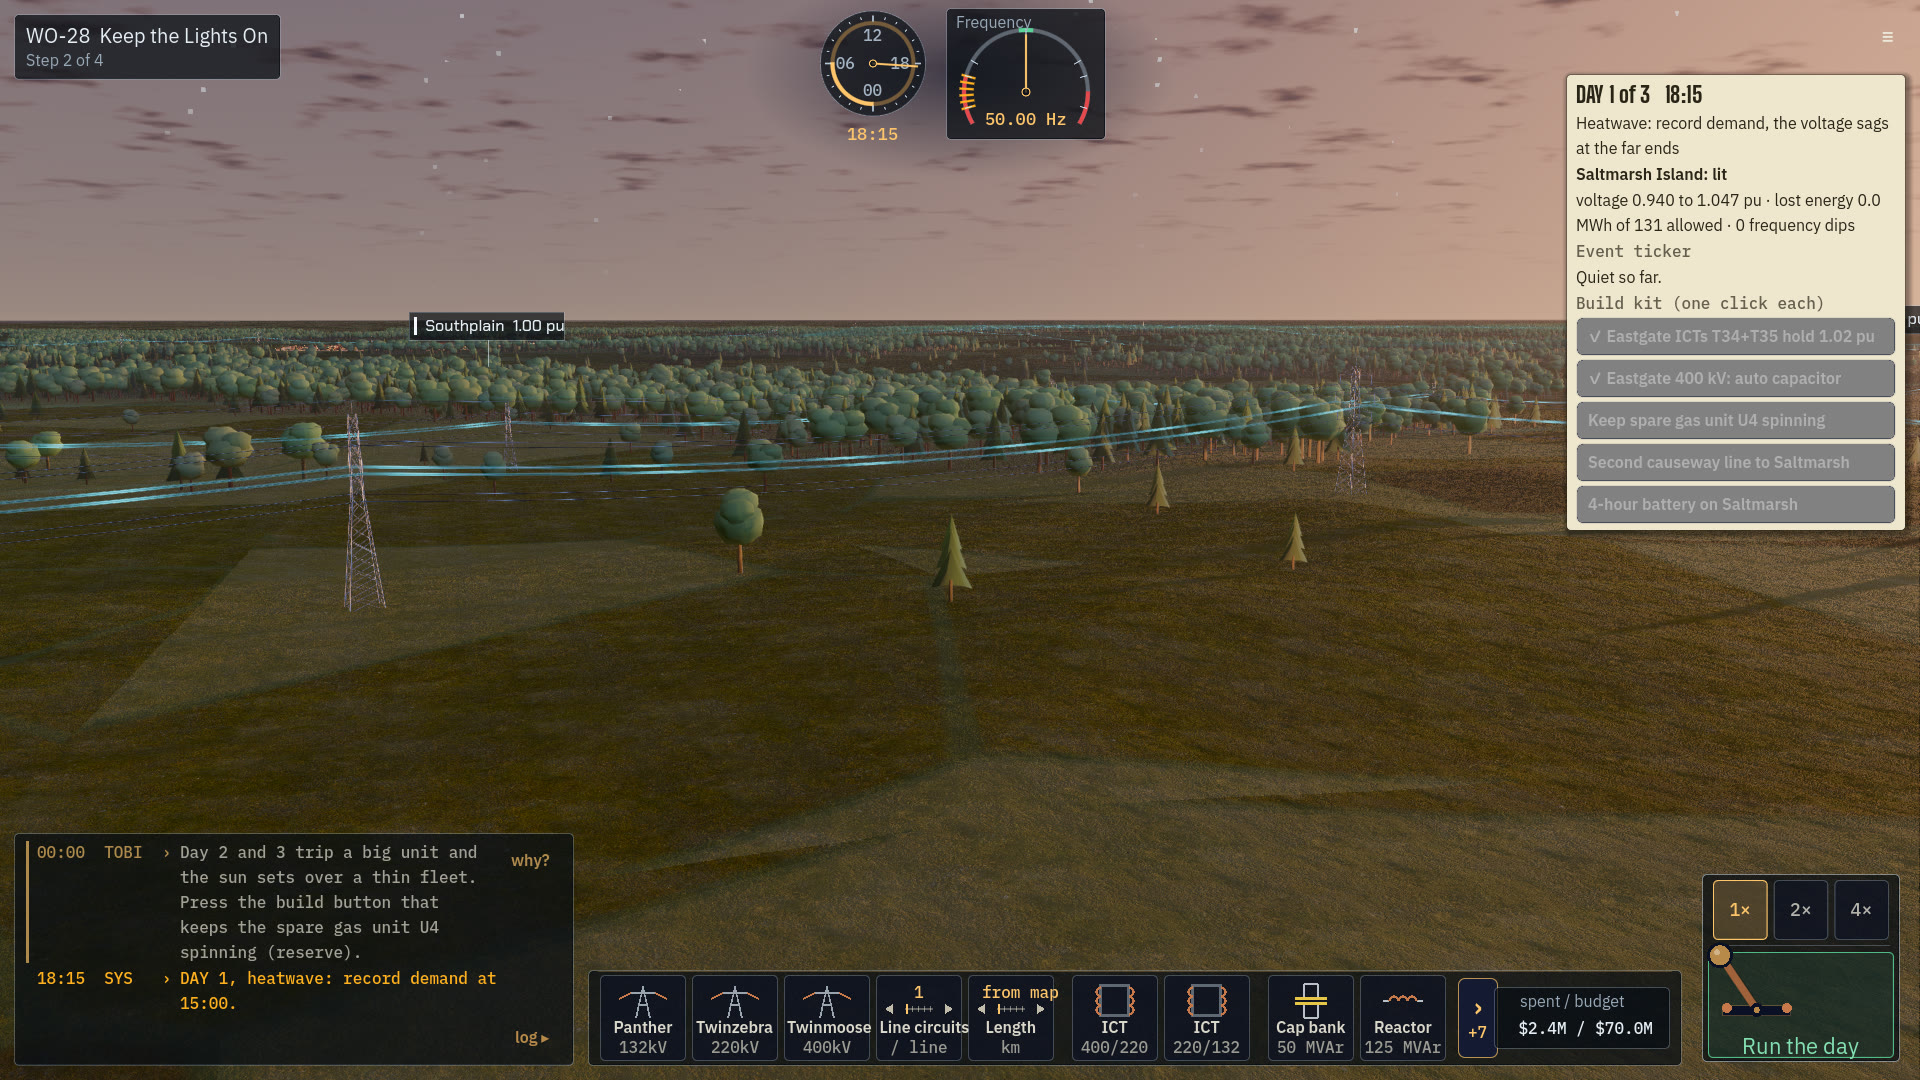 WO-28 Keep the Lights On
Step 2 of 4
12
06
18
00
18:15
Frequency
50.00 Hz
≡
DAY 1 of 3 18:15
Heatwave: record demand, the voltage sags
at the far ends
Saltmarsh Island: lit
voltage 0.940 to 1.047 pu · lost energy 0.0
MWh of 131 allowed · 0 frequency dips
Event ticker
Quiet so far.
Build kit (one click each)
✓ Eastgate ICTs T34+T35 hold 1.02 pu
✓ Eastgate 400 kV: auto capacitor
Keep spare gas unit U4 spinning
Second causeway line to Saltmarsh
4-hour battery on Saltmarsh
Southplain 1.00 pu
pu
00:00 TOBI › Day 2 and 3 trip a big unit and
the sun sets over a thin fleet.
Press the build button that
keeps the spare gas unit U4
spinning (reserve).
why?
18:15 SYS › DAY 1, heatwave: record demand at
15:00.
log ▸
Panther
132kV
Twinzebra
220kV
Twinmoose
400kV
1
Line circuits
/ line
from map
Length
km
ICT
400/220
ICT
220/132
Cap bank
50 MVAr
Reactor
125 MVAr
›
+7
spent / budget
$2.4M / $70.0M
1×
2×
4×
Run the day